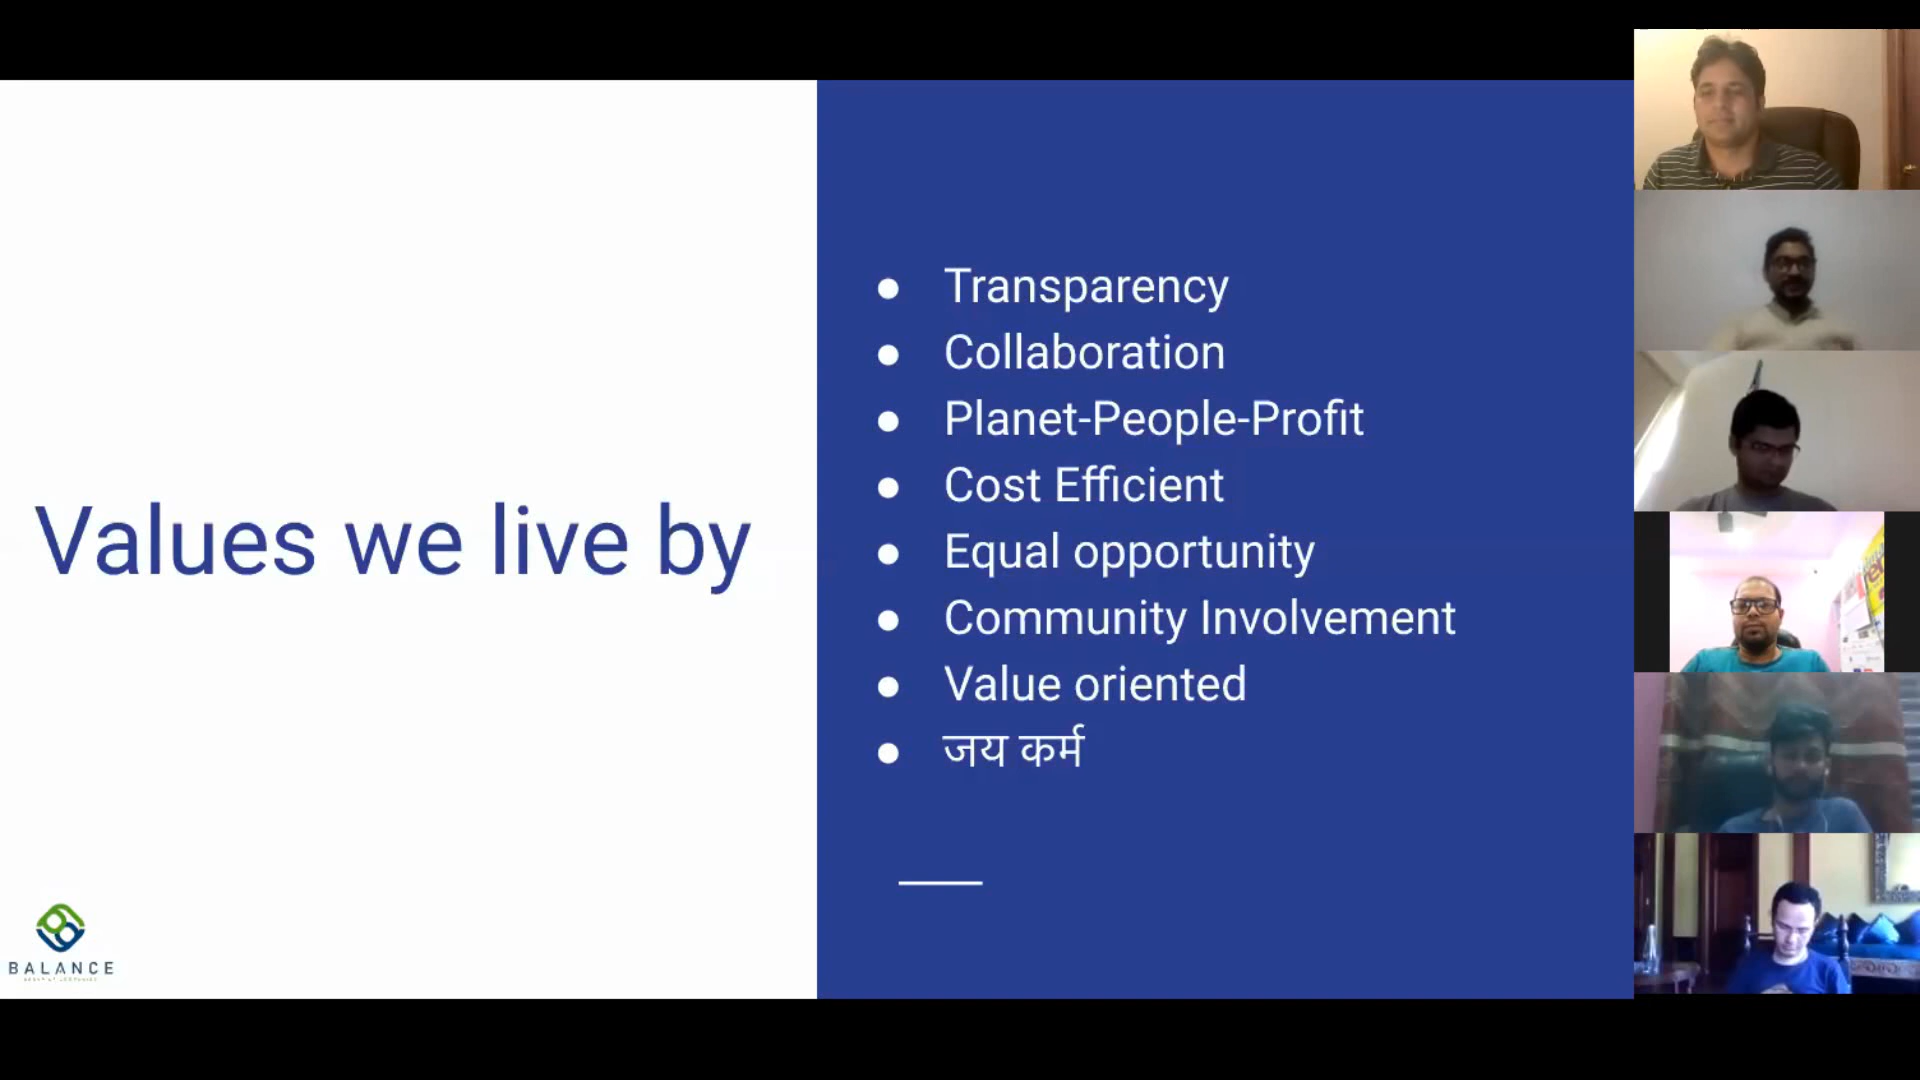 Values we live by
Transparency
Collaboration
Planet-People-Profit
Cost Efficient
Equal opportunity
Community Involvement
Value oriented
जय कर्म
BALANCE